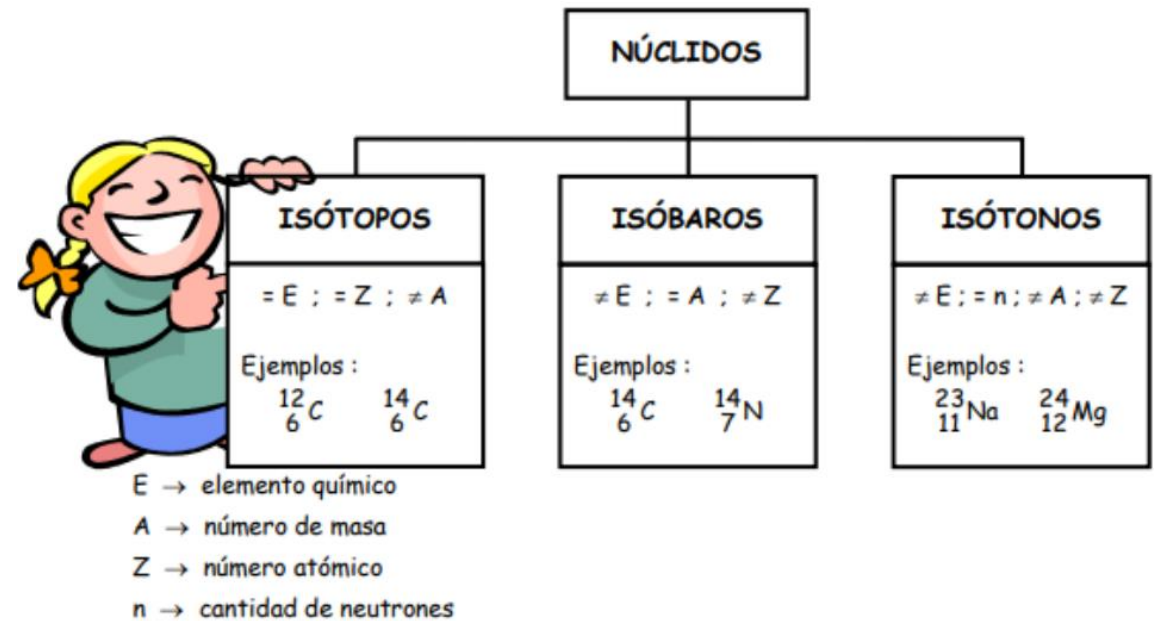 NÚCLIDOS
ISÓTOPOS
= E ; = Z ; ≠ A
Ejemplos :
¹²₆C ¹⁴₆C
ISÓBAROS
≠ E ; = A ; ≠ Z
Ejemplos :
¹⁴₆C ¹⁴₇N
ISÓTONOS
≠ E ; = n ; ≠ A ; ≠ Z
Ejemplos :
²³₁₁Na ²⁴₁₂Mg
E → elemento químico
A → número de masa
Z → número atómico
n → cantidad de neutrones